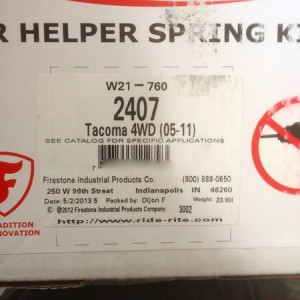 R HELPER SPRING KI
W21-760
2407
Tacoma 4WD (05-11)
SEE CATALOG FOR SPECIFIC APPLICATIONS
Firestone Industrial Products Co. (800) 888-0650
250 W 96th Street Indianapolis IN 46260
Date: 5/2/2013 5 Packed by: Dijon F Weight: 23.90l
© @2012 Firestone Industrial Products Company 3002
http://www.ride-rite.com
F
ADITION
NOVATION